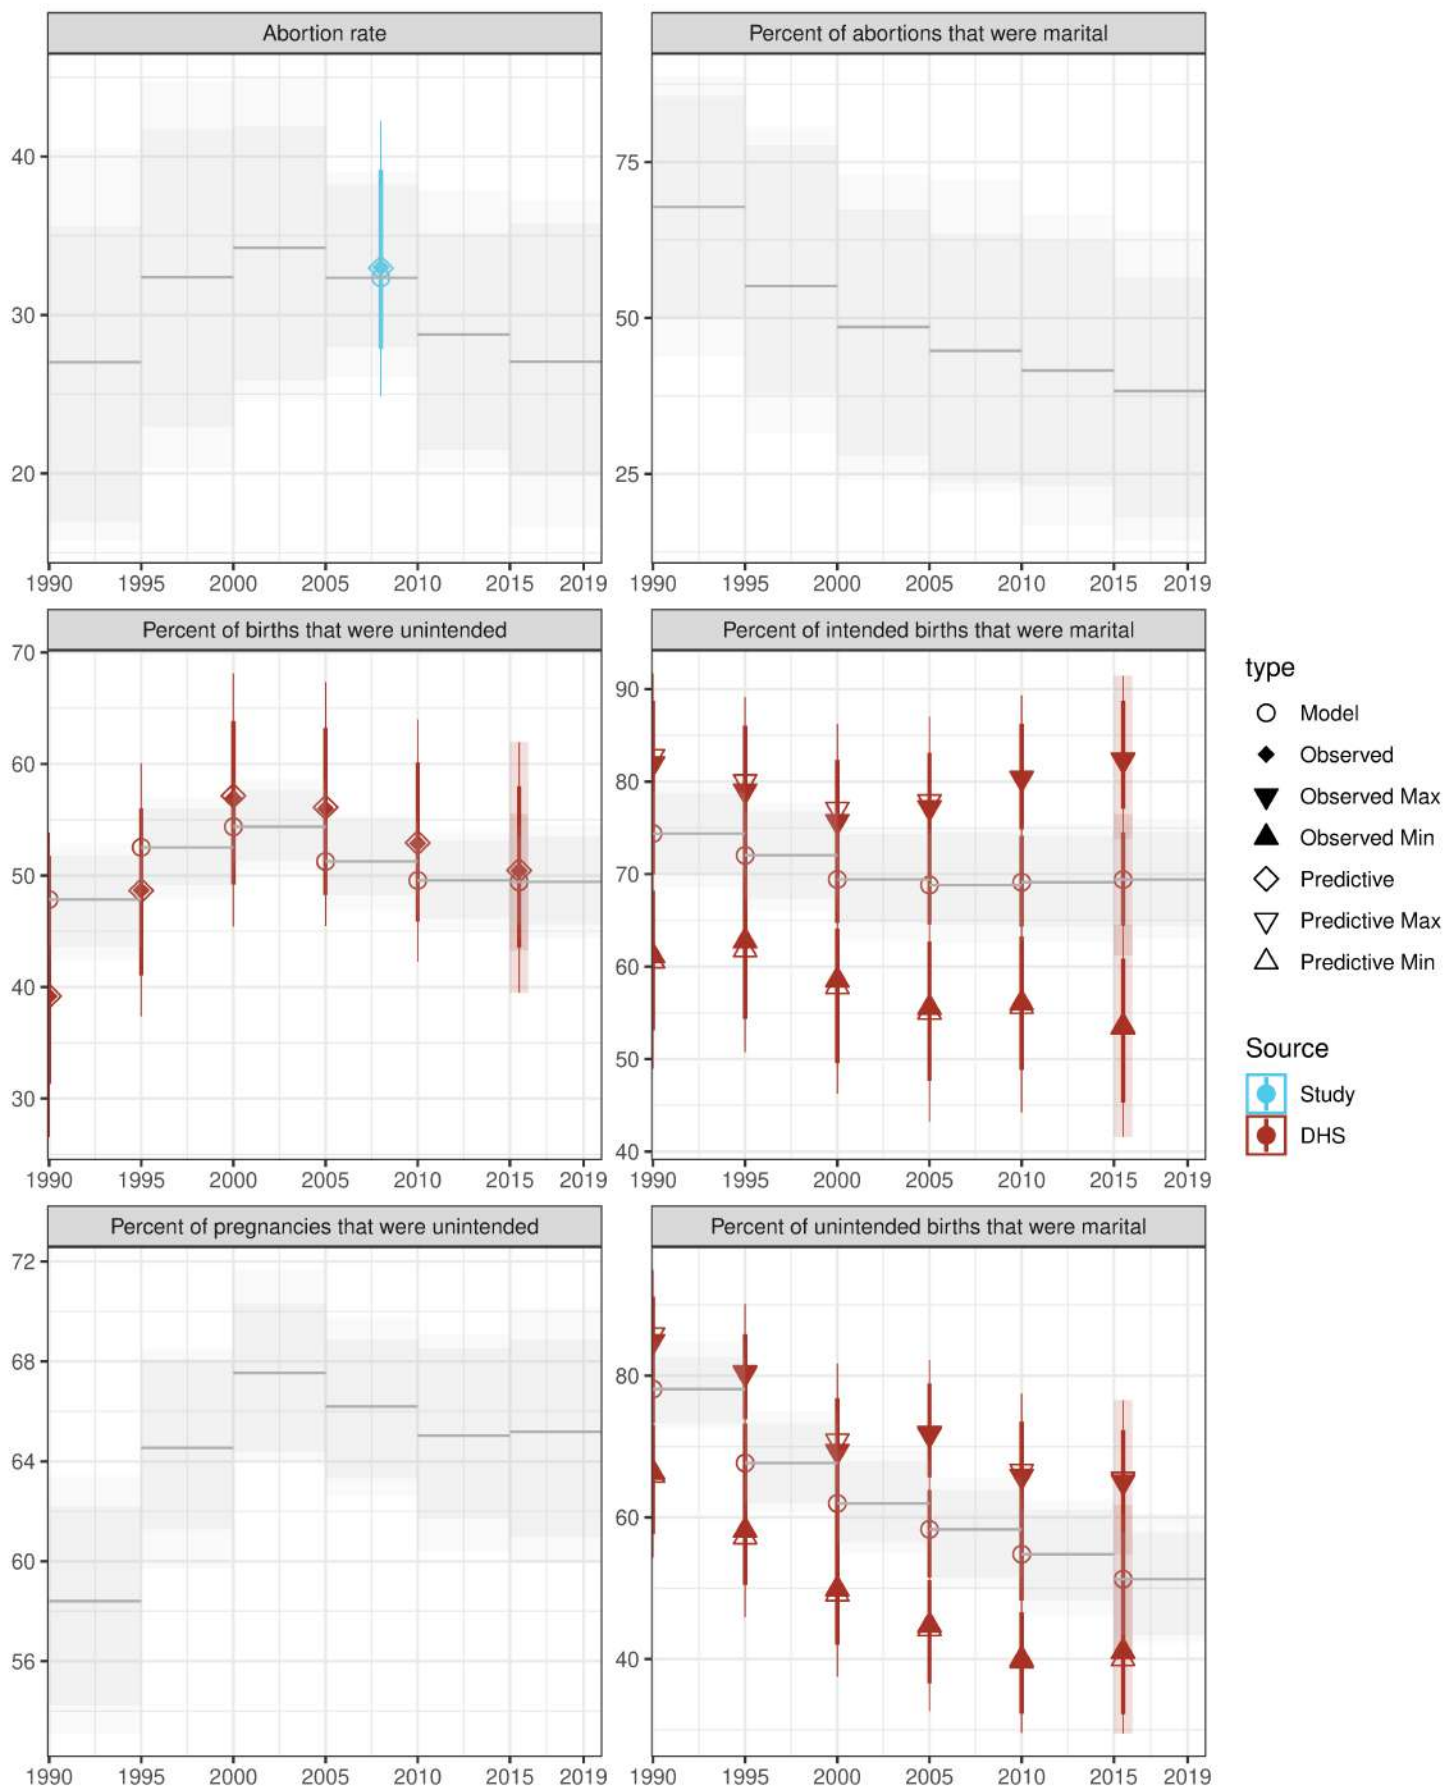 Abortion rate
Percent of abortions that were marital
40
30
20
75
50
25
1990 1995 2000 2005 2010 2015 2019
1990 1995 2000 2005 2010 2015 2019
Percent of births that were unintended
Percent of intended births that were marital
70
60
50
40
30
90
80
70
60
50
40
1990 1995 2000 2005 2010 2015 2019
1990 1995 2000 2005 2010 2015 2019
type
Model
Observed
Observed Max
Observed Min
Predictive
Predictive Max
Predictive Min
Source
Study
DHS
Percent of pregnancies that were unintended
Percent of unintended births that were marital
72
68
64
60
56
80
60
40
1990 1995 2000 2005 2010 2015 2019
1990 1995 2000 2005 2010 2015 2019